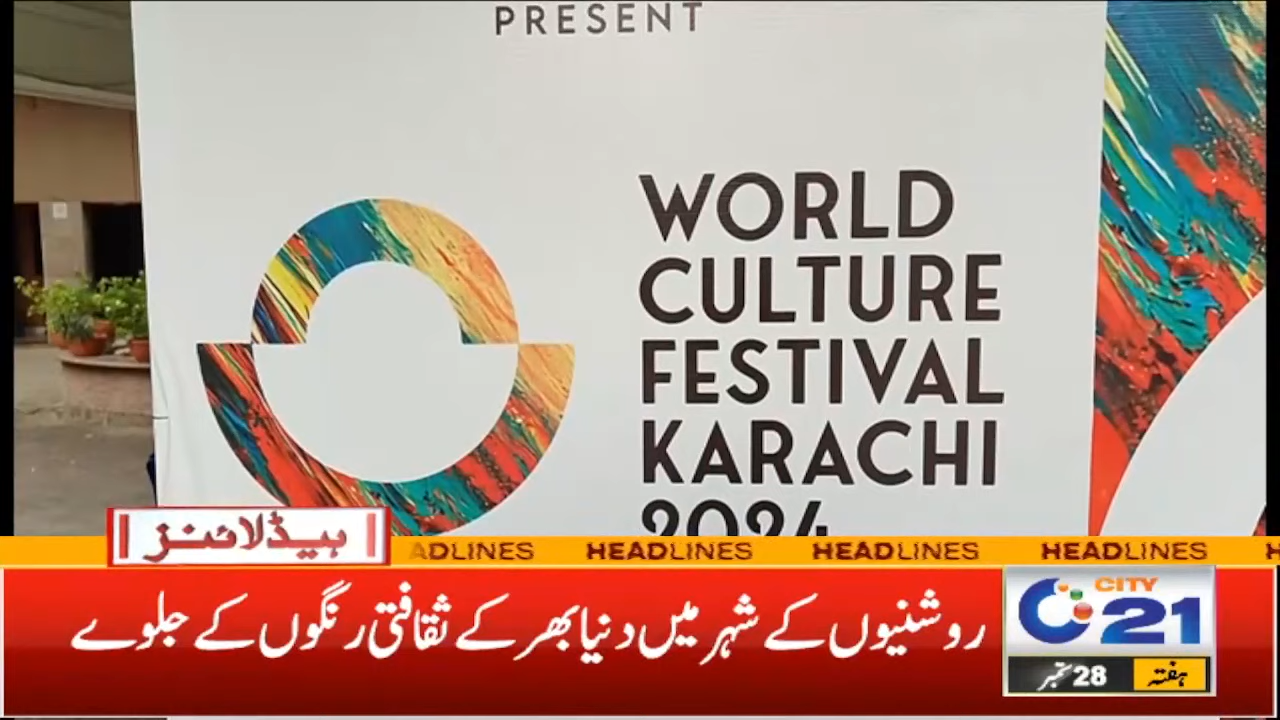 PRESENT
WORLD
CULTURE
FESTIVAL
KARACHI
2024
ہیڈلائنز
ADLINES HEADLINES HEADLINES HEADLINES H
روشنیوں کے شہر میں دنیا بھر کے ثقافتی رنگوں کے جلوے
CITY
21
ہفتہ 28 ستمبر